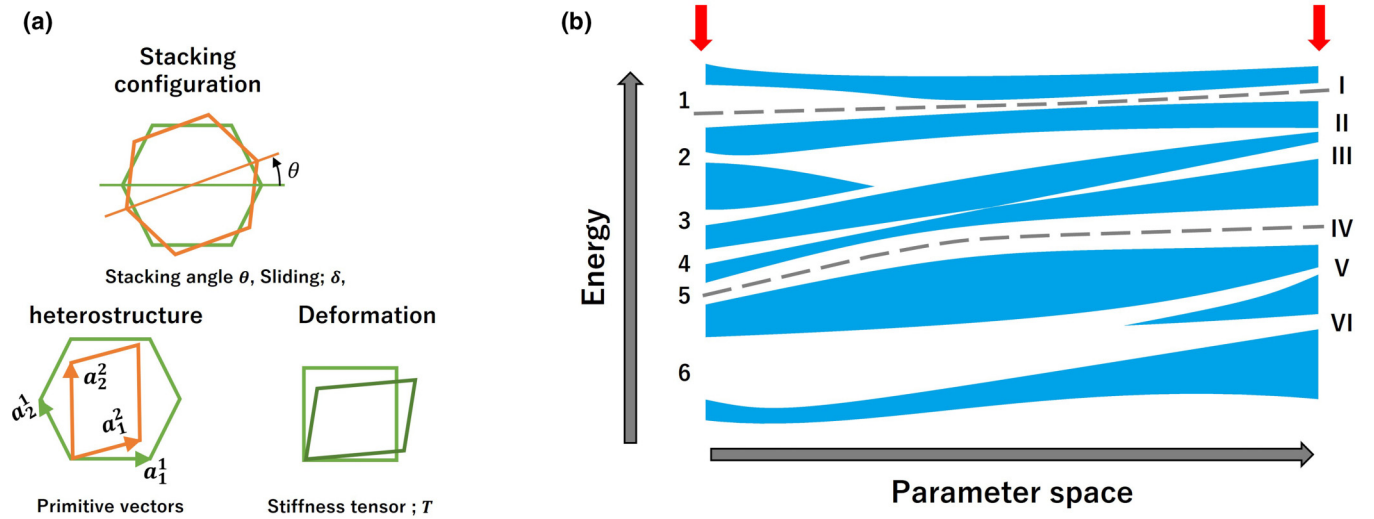 (a)
Stacking
configuration
θ
Stacking angle θ, Sliding; δ,
heterostructure
a₂²
a₂¹
a₁²
a₁¹
Primitive vectors
Deformation
Stiffness tensor ; T
(b)
Energy
1
2
3
4
5
6
I
II
III
IV
V
VI
Parameter space